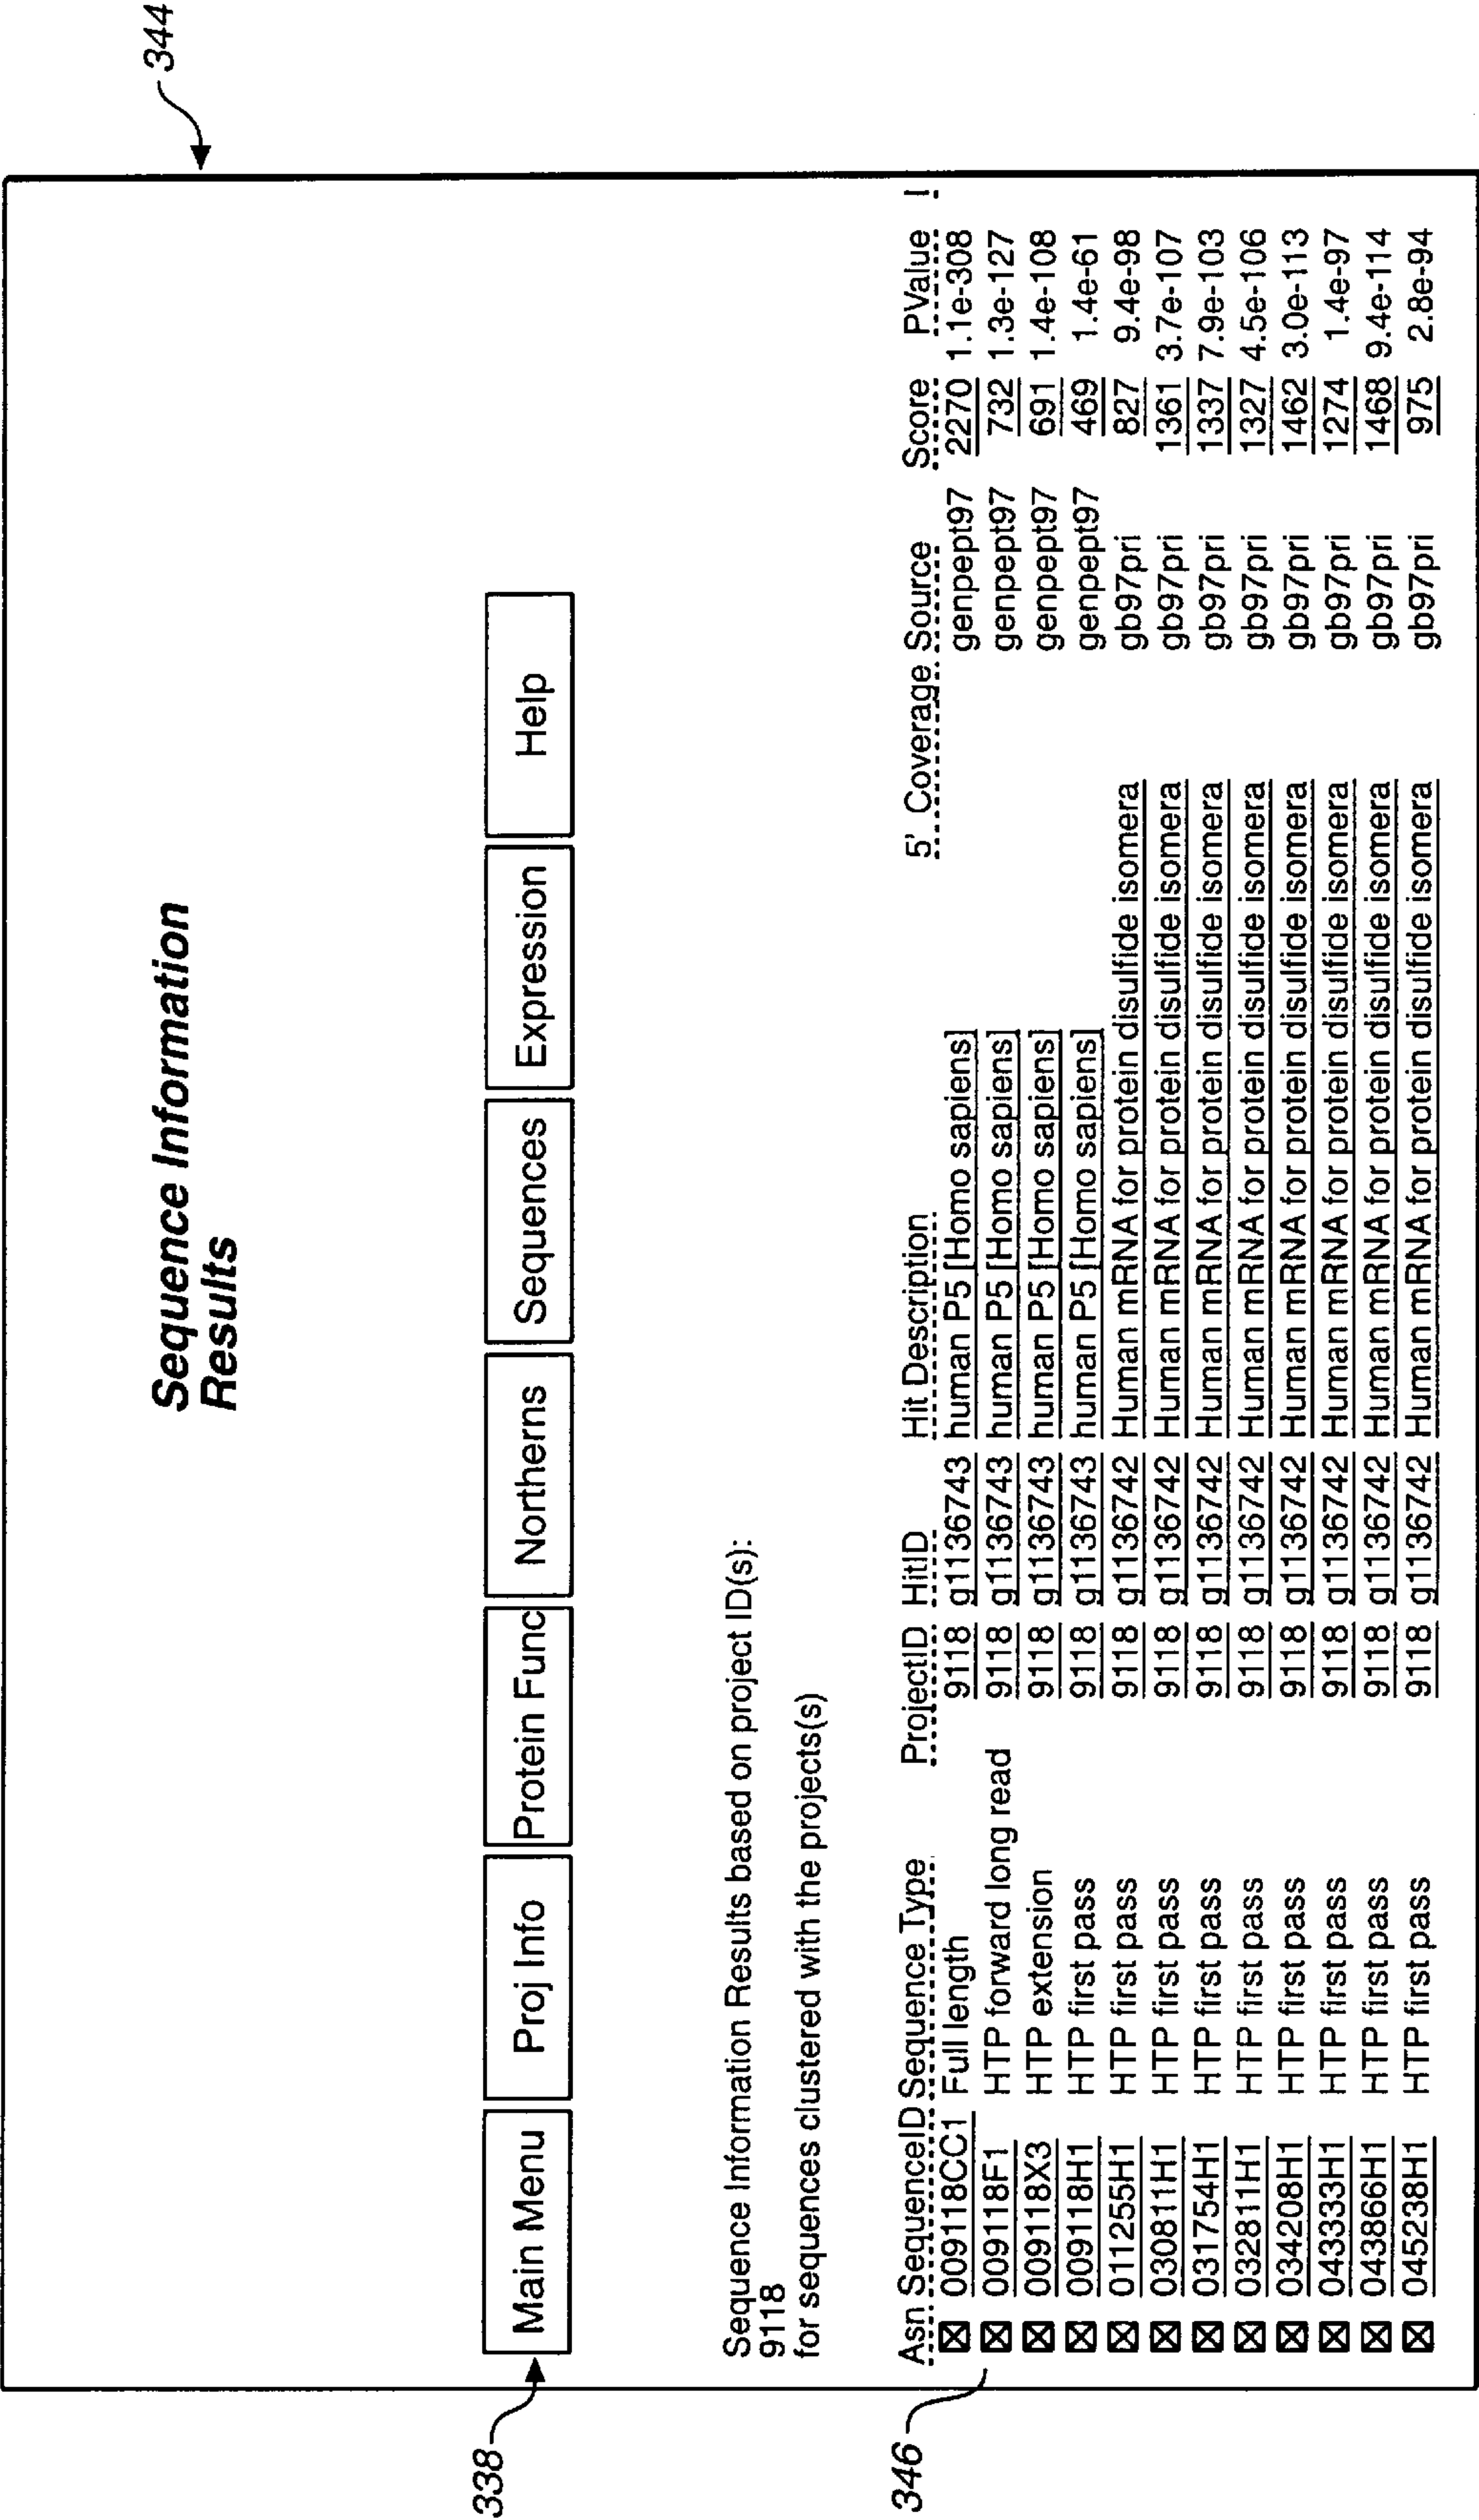 344
Sequence Information
Results
338
Main Menu Proj Info Protein Func Northerns Sequences Expression Help
Sequence Information Results based on project ID(s):
9118
for sequences clustered with the projects(s)
346
Asn SequenceID Sequence Type ProjectID HitID Hit Description 5' Coverage Source Score PValue I
009118CC1 Full length 9118 g1136743 human P5 [Homo sapiens] genpept97 2270 1.1e-308
009118F1 HTP forward long read 9118 g1136743 human P5 [Homo sapiens] genpept97 732 1.3e-127
009118X3 HTP extension 9118 g1136743 human P5 [Homo sapiens] genpept97 691 1.4e-108
009118H1 HTP first pass 9118 g1136743 human P5 [Homo sapiens] genpept97 469 1.4e-61
011255H1 HTP first pass 9118 g1136742 Human mRNA for protein disulfide isomera gb97pri 827 9.4e-98
030811H1 HTP first pass 9118 g1136742 Human mRNA for protein disulfide isomera gb97pri 1361 3.7e-107
031754H1 HTP first pass 9118 g1136742 Human mRNA for protein disulfide isomera gb97pri 1337 7.9e-103
032811H1 HTP first pass 9118 g1136742 Human mRNA for protein disulfide isomera gb97pri 1327 4.5e-106
034208H1 HTP first pass 9118 g1136742 Human mRNA for protein disulfide isomera gb97pri 1462 3.0e-113
043333H1 HTP first pass 9118 g1136742 Human mRNA for protein disulfide isomera gb97pri 1274 1.4e-97
043866H1 HTP first pass 9118 g1136742 Human mRNA for protein disulfide isomera gb97pri 1468 9.4e-114
045238H1 HTP first pass 9118 g1136742 Human mRNA for protein disulfide isomera gb97pri 975 2.8e-94